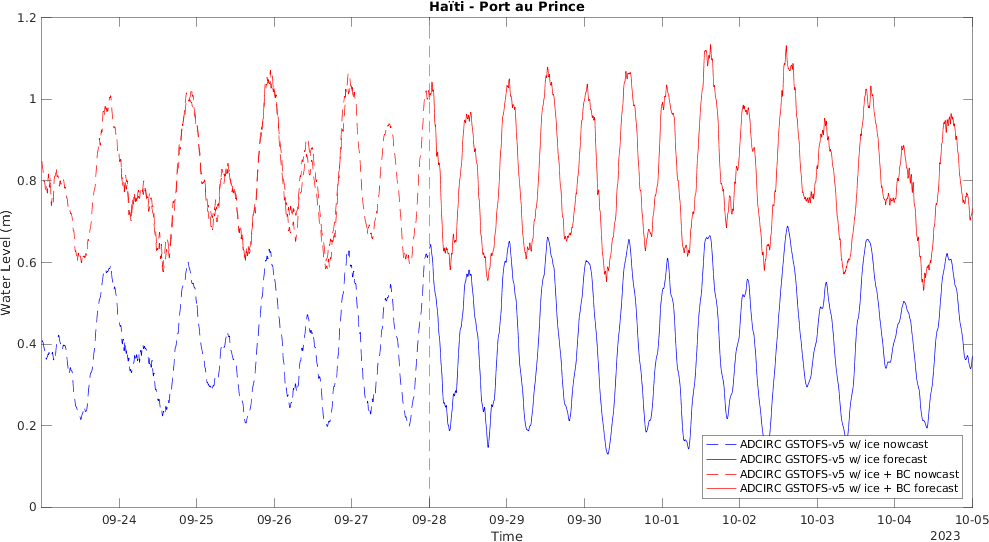 Haïti - Port au Prince
1.2
1
0.8
0.6
0.4
0.2
0
Water Level (m)
ADCIRC GSTOFS-v5 w/ ice nowcast
ADCIRC GSTOFS-v5 w/ ice forecast
ADCIRC GSTOFS-v5 w/ ice + BC nowcast
ADCIRC GSTOFS-v5 w/ ice + BC forecast
09-24 09-25 09-26 09-27 09-28 09-29 09-30 10-01 10-02 10-03 10-04 10-05
Time
2023